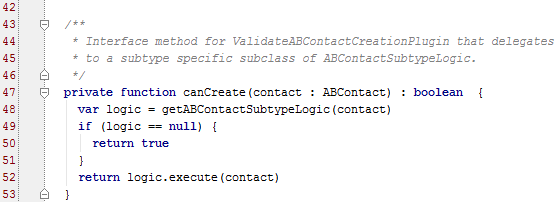 42
43 /**
44  * Interface method for ValidateABContactCreationPlugin that delegates
45  * to a subtype specific subclass of ABContactSubtypeLogic.
46  */
47 private function canCreate(contact : ABContact) : boolean  {
48   var logic = getABContactSubtypeLogic(contact)
49   if (logic == null) {
50     return true
51   }
52   return logic.execute(contact)
53 }